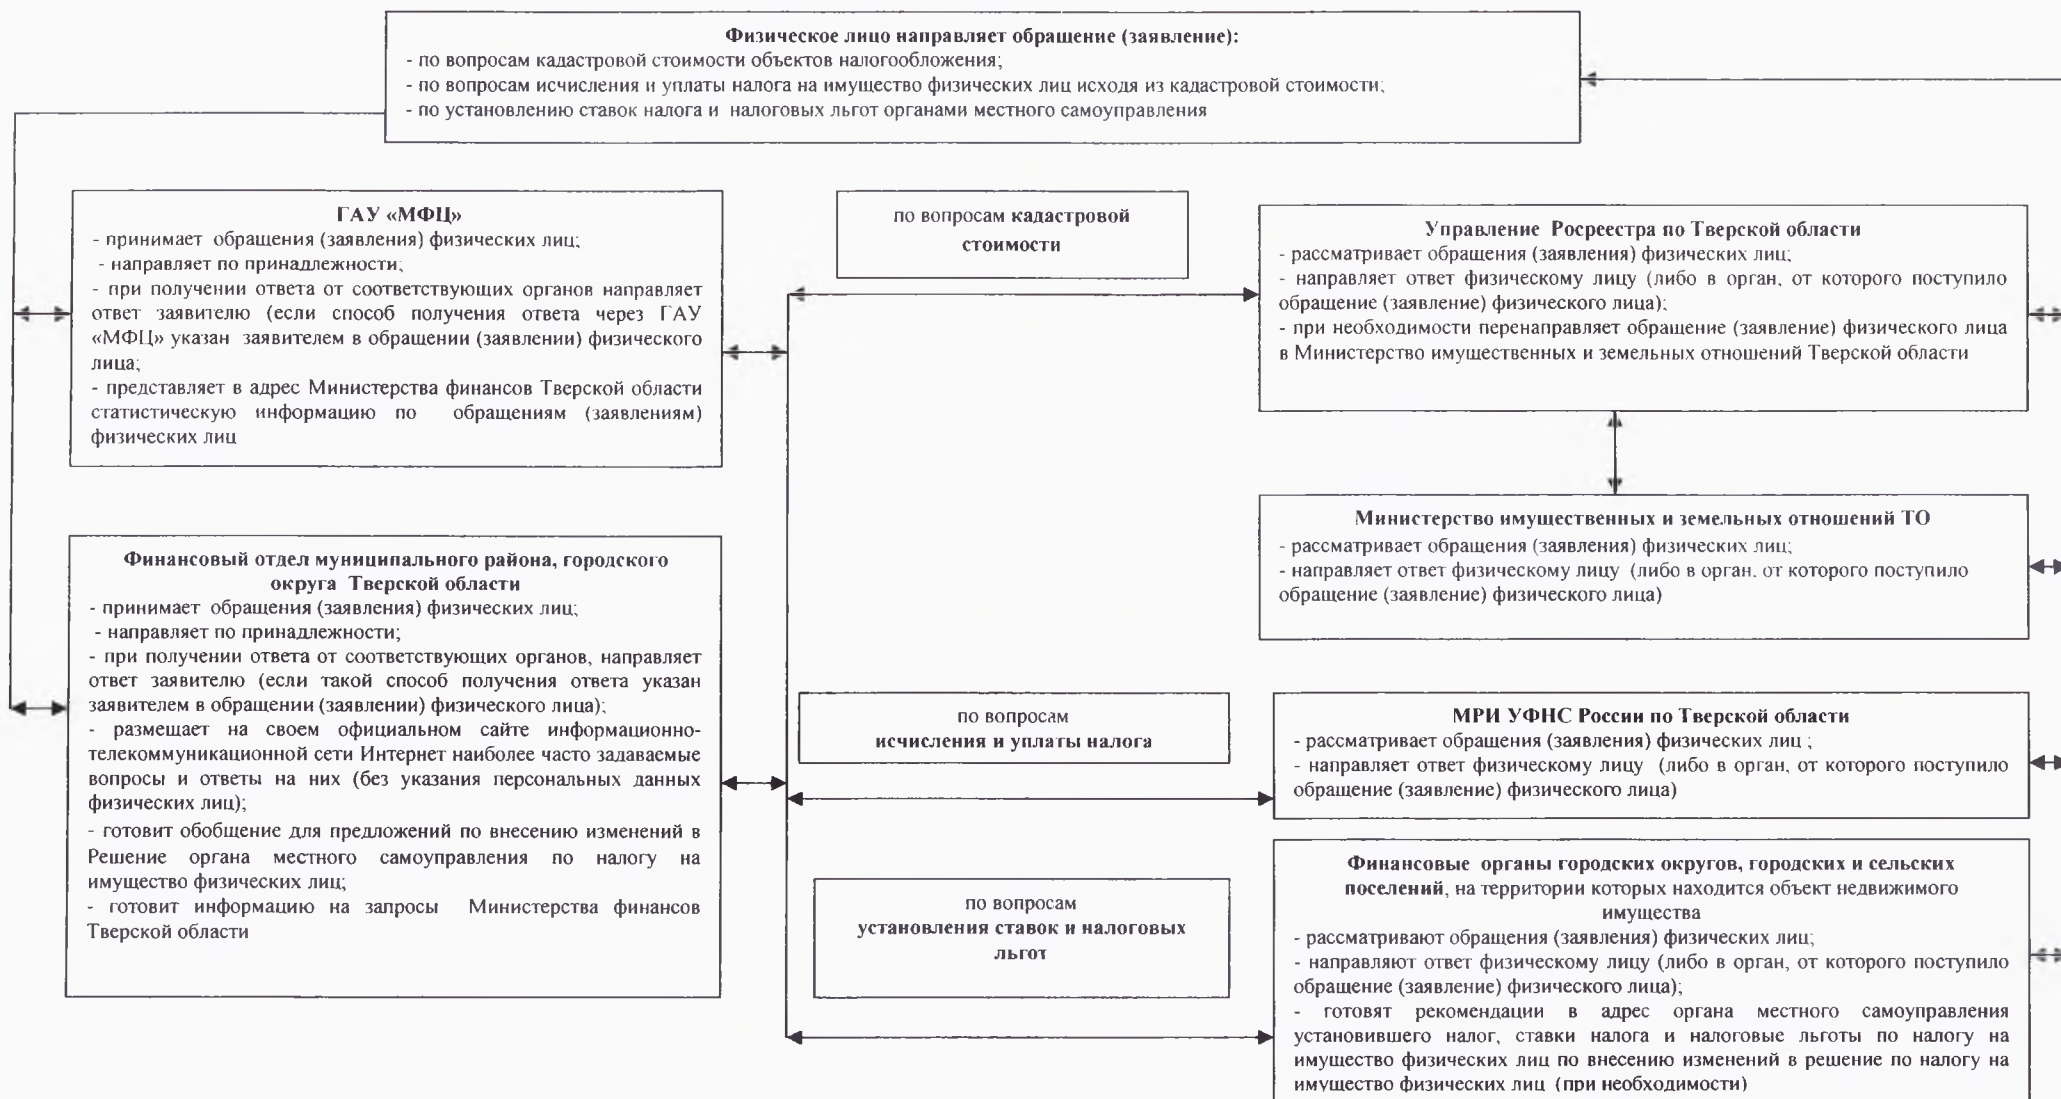 Физическое лицо направляет обращение (заявление):
- по вопросам кадастровой стоимости объектов налогообложения;
- по вопросам исчисления и уплаты налога на имущество физических лиц исходя из кадастровой стоимости;
- по установлению ставок налога и налоговых льгот органами местного самоуправления
ГАУ «МФЦ»
- принимает обращения (заявления) физических лиц;
- направляет по принадлежности;
- при получении ответа от соответствующих органов направляет
ответ заявителю (если способ получения ответа через ГАУ
«МФЦ» указан заявителем в обращении (заявлении) физического
лица;
- представляет в адрес Министерства финансов Тверской области
статистическую информацию по обращениям (заявлениям)
физических лиц
Финансовый отдел муниципального района, городского
округа Тверской области
- принимает обращения (заявления) физических лиц;
- направляет по принадлежности;
- при получении ответа от соответствующих органов, направляет
ответ заявителю (если такой способ получения ответа указан
заявителем в обращении (заявлении) физического лица);
- размещает на своем официальном сайте информационно-
телекоммуникационной сети Интернет наиболее часто задаваемые
вопросы и ответы на них (без указания персональных данных
физических лиц);
- готовит обобщение для предложений по внесению изменений в
Решение органа местного самоуправления по налогу на
имущество физических лиц;
- готовит информацию на запросы Министерства финансов
Тверской области
по вопросам кадастровой
стоимости
по вопросам
исчисления и уплаты налога
по вопросам
установления ставок и налоговых
льгот
Управление Росреестра по Тверской области
- рассматривает обращения (заявления) физических лиц;
- направляет ответ физическому лицу (либо в орган, от которого поступило
обращение (заявление) физического лица);
- при необходимости перенаправляет обращение (заявление) физического лица
в Министерство имущественных и земельных отношений Тверской области
Министерство имущественных и земельных отношений ТО
- рассматривает обращения (заявления) физических лиц;
- направляет ответ физическому лицу (либо в орган, от которого поступило
обращение (заявление) физического лица)
МРИ УФНС России по Тверской области
- рассматривает обращения (заявления) физических лиц ;
- направляет ответ физическому лицу (либо в орган, от которого поступило
обращение (заявление) физического лица)
Финансовые органы городских округов, городских и сельских
поселений, на территории которых находится объект недвижимого
имущества
- рассматривают обращения (заявления) физических лиц;
- направляют ответ физическому лицу (либо в орган, от которого поступило
обращение (заявление) физического лица);
- готовят рекомендации в адрес органа местного самоуправления
установившего налог, ставки налога и налоговые льготы по налогу на
имущество физических лиц по внесению изменений в решение по налогу на
имущество физических лиц (при необходимости)